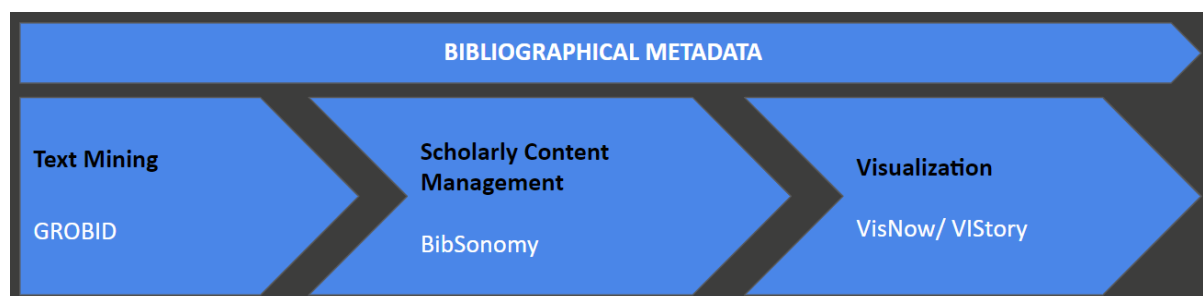 BIBLIOGRAPHICAL METADATA
Text Mining
GROBID
Scholarly Content
Management
BibSonomy
Visualization
VisNow/ VIStory